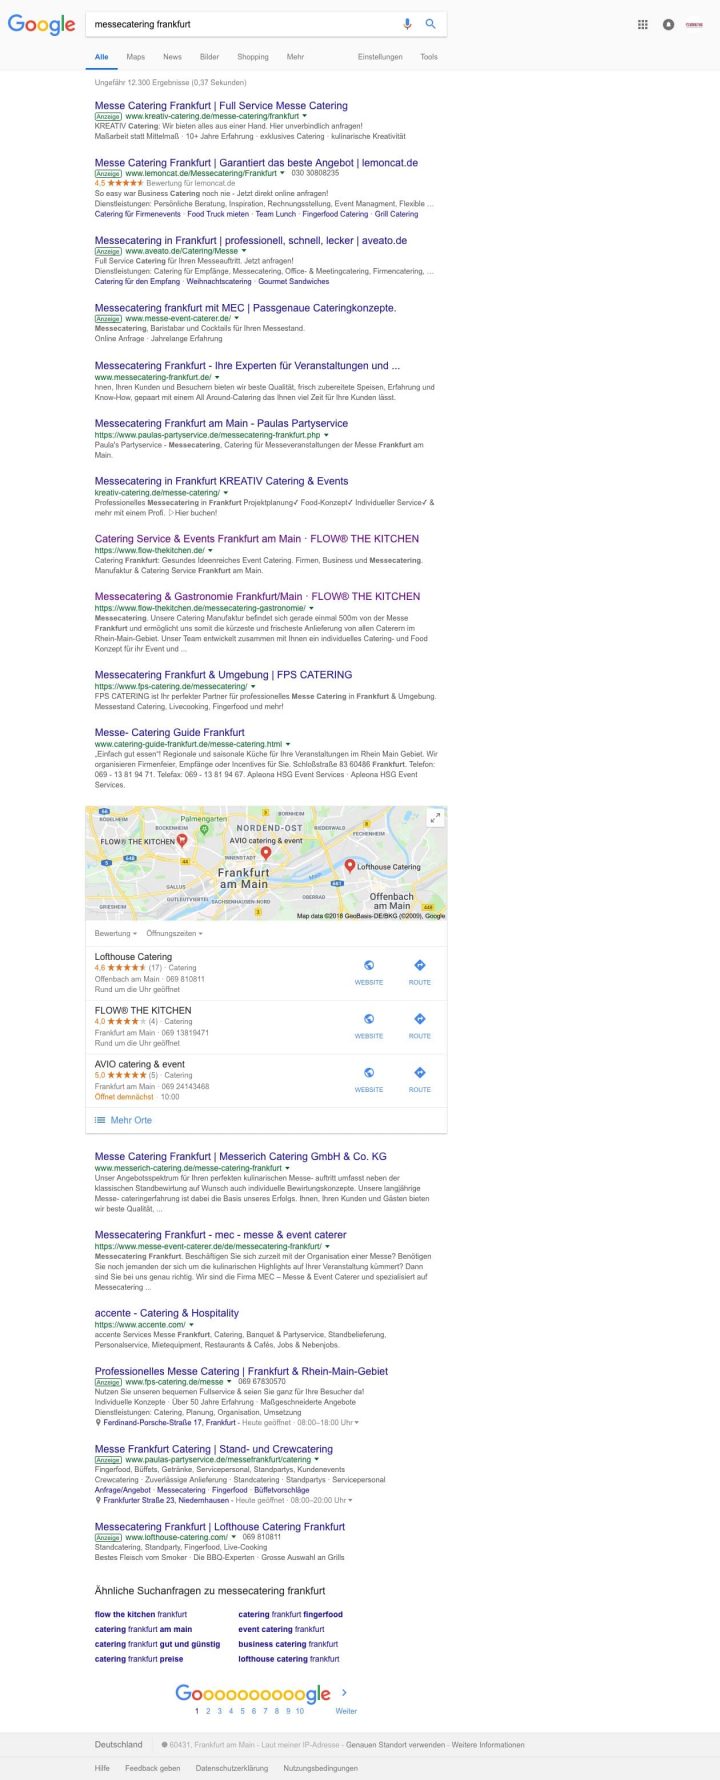 Google
messecatering frankfurt
Alle Maps News Bilder Shopping Mehr Einstellungen Tools
Ungefähr 12.300 Ergebnisse (0,37 Sekunden)
Messe Catering Frankfurt | Full Service Messe Catering
Anzeige www.kreativ-catering.de/messe-catering/frankfurt
KREATIV Catering: Wir bieten alles aus einer Hand. Hier unverbindlich anfragen!
Maßarbeit statt Mittelmaß · 10+ Jahre Erfahrung · exklusives Catering · kulinarische Kreativität
Messe Catering Frankfurt | Garantiert das beste Angebot | lemoncat.de
Anzeige www.lemoncat.de/Messecatering/Frankfurt 030 30808235
4,5 ★★★★★ Bewertung für lemoncat.de
So easy war Business Catering noch nie - Jetzt direkt online anfragen!
Dienstleistungen: Persönliche Beratung, Inspiration, Rechnungsstellung, Event Managment, Flexible ...
Catering für Firmenevents · Food Truck mieten · Team Lunch · Fingerfood Catering · Grill Catering
Messecatering in Frankfurt | professionell, schnell, lecker | aveato.de
Anzeige www.aveato.de/Catering/Messe
Full Service Catering für Ihren Messeauftritt. Jetzt anfragen!
Dienstleistungen: Catering für Empfänge, Messecatering, Office- & Meetingcatering, Firmencatering, ...
Catering für den Empfang · Weihnachtscatering · Gourmet Sandwiches
Messecatering frankfurt mit MEC | Passgenaue Cateringkonzepte.
Anzeige www.messe-event-caterer.de/
Messecatering, Baristabar und Cocktails für Ihren Messestand.
Online Anfrage · Jahrelange Erfahrung
Messecatering Frankfurt - Ihre Experten für Veranstaltungen und ...
www.messecatering-frankfurt.de/
hnen, Ihren Kunden und Besuchern bieten wir beste Qualität, frisch zubereitete Speisen, Erfahrung und
Know-How, gepaart mit einem All Around-Catering das Ihnen viel Zeit für Ihre Kunden lässt.
Messecatering Frankfurt am Main - Paulas Partyservice
https://www.paulas-partyservice.de/messecatering-frankfurt.php
Paula's Partyservice - Messecatering, Catering für Messeveranstaltungen der Messe Frankfurt am
Main.
Messecatering in Frankfurt KREATIV Catering & Events
kreativ-catering.de/messe-catering/
Professionelles Messecatering in Frankfurt Projektplanung✓ Food-Konzept✓ Individueller Service✓ &
mehr mit einem Profi. ▷Hier buchen!
Catering Service & Events Frankfurt am Main · FLOW® THE KITCHEN
https://www.flow-thekitchen.de/
Catering Frankfurt: Gesundes Ideenreiches Event Catering. Firmen, Business und Messecatering.
Manufaktur & Catering Service Frankfurt am Main.
Messecatering & Gastronomie Frankfurt/Main · FLOW® THE KITCHEN
https://www.flow-thekitchen.de/messecatering-gastronomie/
Messecatering. Unsere Catering Manufaktur befindet sich gerade einmal 500m von der Messe
Frankfurt und ermöglicht uns somit die kürzeste und frischeste Anlieferung von allen Caterern im
Rhein-Main-Gebiet. Unser Team entwickelt zusammen mit Ihnen ein individuelles Catering- und Food
Konzept für ihr Event und ...
Messecatering Frankfurt & Umgebung | FPS CATERING
https://www.fps-catering.de/messecatering/
FPS CATERING ist Ihr perfekter Partner für professionelles Messe Catering in Frankfurt & Umgebung.
Messestand Catering, Livecooking, Fingerfood und mehr!
Messe- Catering Guide Frankfurt
www.catering-guide-frankfurt.de/messe-catering.html
„Einfach gut essen“! Regionale und saisonale Küche für Ihre Veranstaltungen im Rhein Main Gebiet. Wir
organisieren Firmenfeier, Empfänge oder Incentives für Sie. Schloßstraße 83 60486 Frankfurt. Telefon:
069 - 13 81 94 71. Telefax: 069 - 13 81 94 67. Apleona HSG Event Services · Apleona HSG Event
Services.
RÖDELHEIM
BOCKENHEIM
Palmengarten
BORNHEIM
NORDEND-OST
RIEDERWALD
FECHENHEIM
FLOW® THE KITCHEN
AVIO catering & event
INNENSTADT
Lofthouse Catering
Frankfurt
am Main
GALLUS
GUTLEUTVIERTEL
SACHSENHAUSEN-NORD
OBERRAD
GRIESHEIM
Offenbach
am Main
Map data ©2018 GeoBasis-DE/BKG (©2009), Google
Bewertung Öffnungszeiten
Lofthouse Catering
4,6 ★★★★★ (17) · Catering
Offenbach am Main · 069 810811
Rund um die Uhr geöffnet
WEBSITE ROUTE
FLOW® THE KITCHEN
4,0 ★★★★★ (4) · Catering
Frankfurt am Main · 069 13819471
Rund um die Uhr geöffnet
WEBSITE ROUTE
AVIO catering & event
5,0 ★★★★★ (5) · Catering
Frankfurt am Main · 069 24143468
Öffnet demnächst · 10:00
WEBSITE ROUTE
Mehr Orte
Messe Catering Frankfurt | Messerich Catering GmbH & Co. KG
www.messerich-catering.de/messe-catering-frankfurt
Unser Angebotsspektrum für Ihren perfekten kulinarischen Messe- auftritt umfasst neben der
klassischen Standbewirtung auf Wunsch auch individuelle Bewirtungskonzepte. Unsere langjährige
Messe- cateringerfahrung ist dabei die Basis unseres Erfolgs. Ihnen, Ihren Kunden und Gästen bieten
wir beste Qualität, ...
Messecatering Frankfurt - mec - messe & event caterer
https://www.messe-event-caterer.de/de/messecatering-frankfurt/
Messecatering Frankfurt. Beschäftigen Sie sich zurzeit mit der Organisation einer Messe? Benötigen
Sie noch jemanden der sich um die kulinarischen Highlights auf Ihrer Veranstaltung kümmert? Dann
sind Sie bei uns genau richtig. Wir sind die Firma MEC – Messe & Event Caterer und spezialisiert auf
Messecatering ...
accente - Catering & Hospitality
https://www.accente.com/
accente Services Messe Frankfurt, Catering, Banquet & Partyservice, Standbelieferung,
Personalservice, Mietequipment, Restaurants & Cafés, Jobs & Nebenjobs.
Professionelles Messe Catering | Frankfurt & Rhein-Main-Gebiet
Anzeige www.fps-catering.de/messe 069 67830570
Nutzen Sie unseren bequemen Fullservice & seien Sie ganz für Ihre Besucher da!
Individuelle Konzepte · Über 50 Jahre Erfahrung · Maßgeschneiderte Angebote
Dienstleistungen: Catering, Planung, Organisation, Umsetzung
Ferdinand-Porsche-Straße 17, Frankfurt - Heute geöffnet · 08:00–18:00 Uhr
Messe Frankfurt Catering | Stand- und Crewcatering
Anzeige www.paulas-partyservice.de/messefrankfurt/catering
Fingerfood, Büffets, Getränke, Servicepersonal, Standpartys, Kundenevents
Crewcatering · Zuverlässige Anlieferung · Standcatering · Standpartys · Servicepersonal
Anfrage/Angebot · Messecatering · Fingerfood · Büffetvorschläge
Frankfurter Straße 23, Niedernhausen - Heute geöffnet · 08:00–20:00 Uhr
Messecatering Frankfurt | Lofthouse Catering Frankfurt
Anzeige www.lofthouse-catering.com/ 069 810811
Standcatering, Standparty, Fingerfood, Live-Cooking
Bestes Fleisch vom Smoker · Die BBQ-Experten · Grosse Auswahl an Grills
Ähnliche Suchanfragen zu messecatering frankfurt
flow the kitchen frankfurt catering frankfurt fingerfood
catering frankfurt am main event catering frankfurt
catering frankfurt gut und günstig business catering frankfurt
catering frankfurt preise lofthouse catering frankfurt
Goooooooooogle
1 2 3 4 5 6 7 8 9 10 Weiter
Deutschland 60431, Frankfurt am Main - Laut meiner IP-Adresse - Genauen Standort verwenden - Weitere Informationen
Hilfe Feedback geben Datenschutzerklärung Nutzungsbedingungen